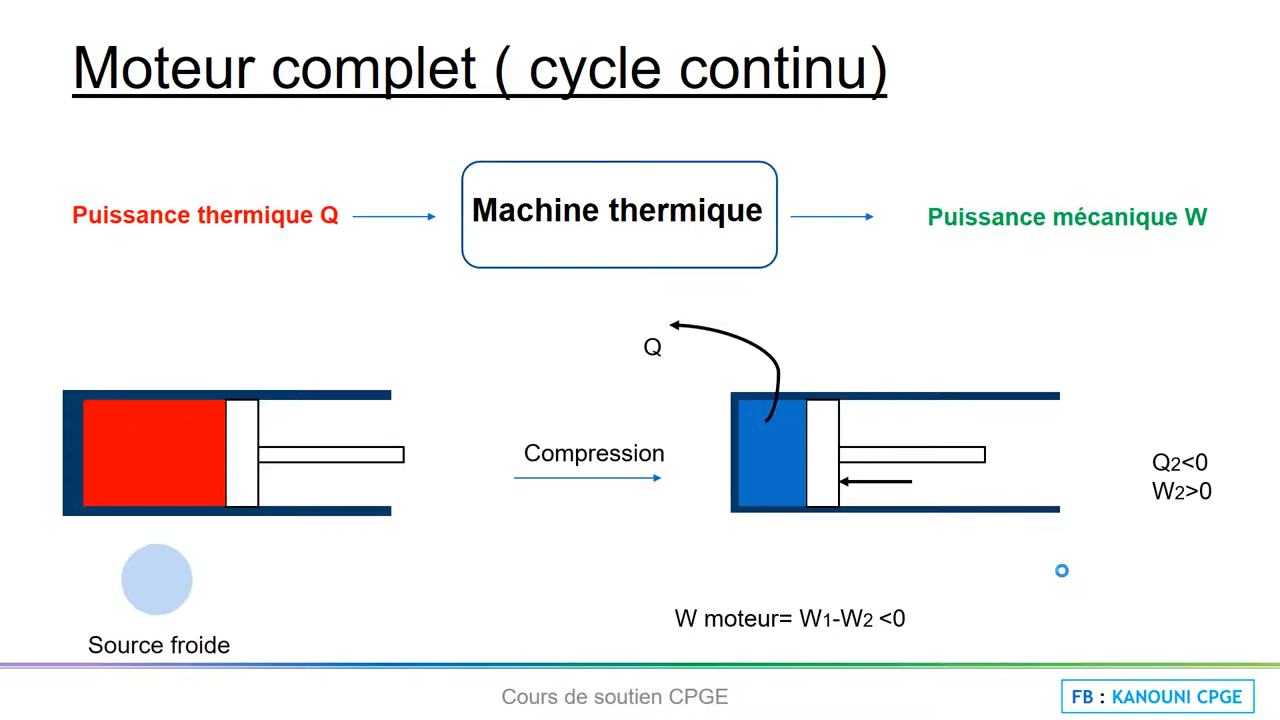 Moteur complet ( cycle continu)
Puissance thermique Q
Machine thermique
Puissance mécanique W
Q
Compression
Q2<0
W2>0
W moteur= W1-W2 <0
Source froide
Cours de soutien CPGE
FB : KANOUNI CPGE